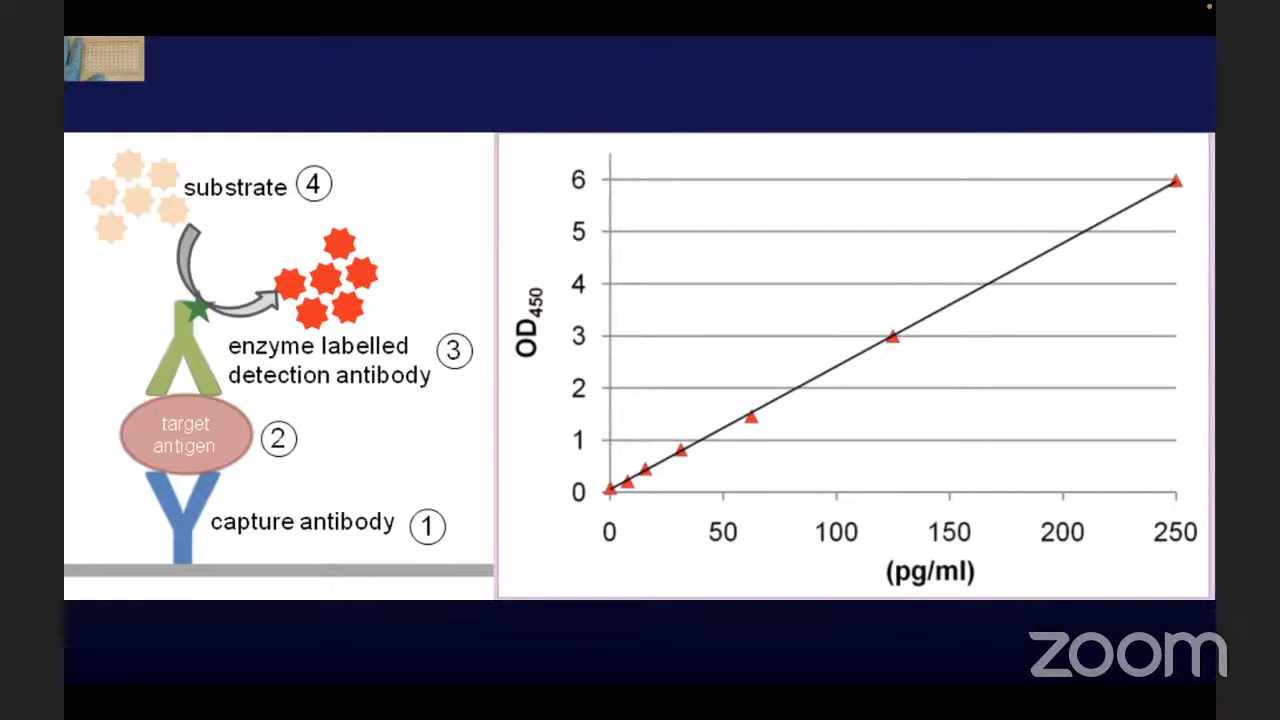 substrate 4
enzyme labelled 3
detection antibody
target
antigen 2
capture antibody 1
6
5
4
3
2
1
0
OD450
0 50 100 150 200 250
(pg/ml)
zoom